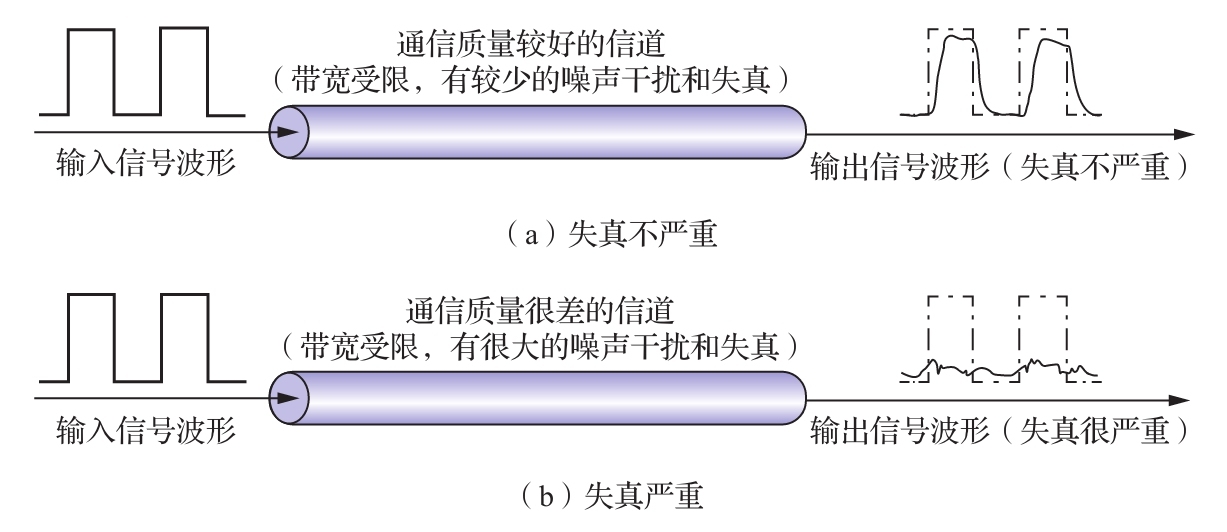 通信质量较好的信道
（带宽受限，有较少的噪声干扰和失真）
输入信号波形
输出信号波形（失真不严重）
（a）失真不严重
通信质量很差的信道
（带宽受限，有很大的噪声干扰和失真）
输入信号波形
输出信号波形（失真很严重）
（b）失真严重